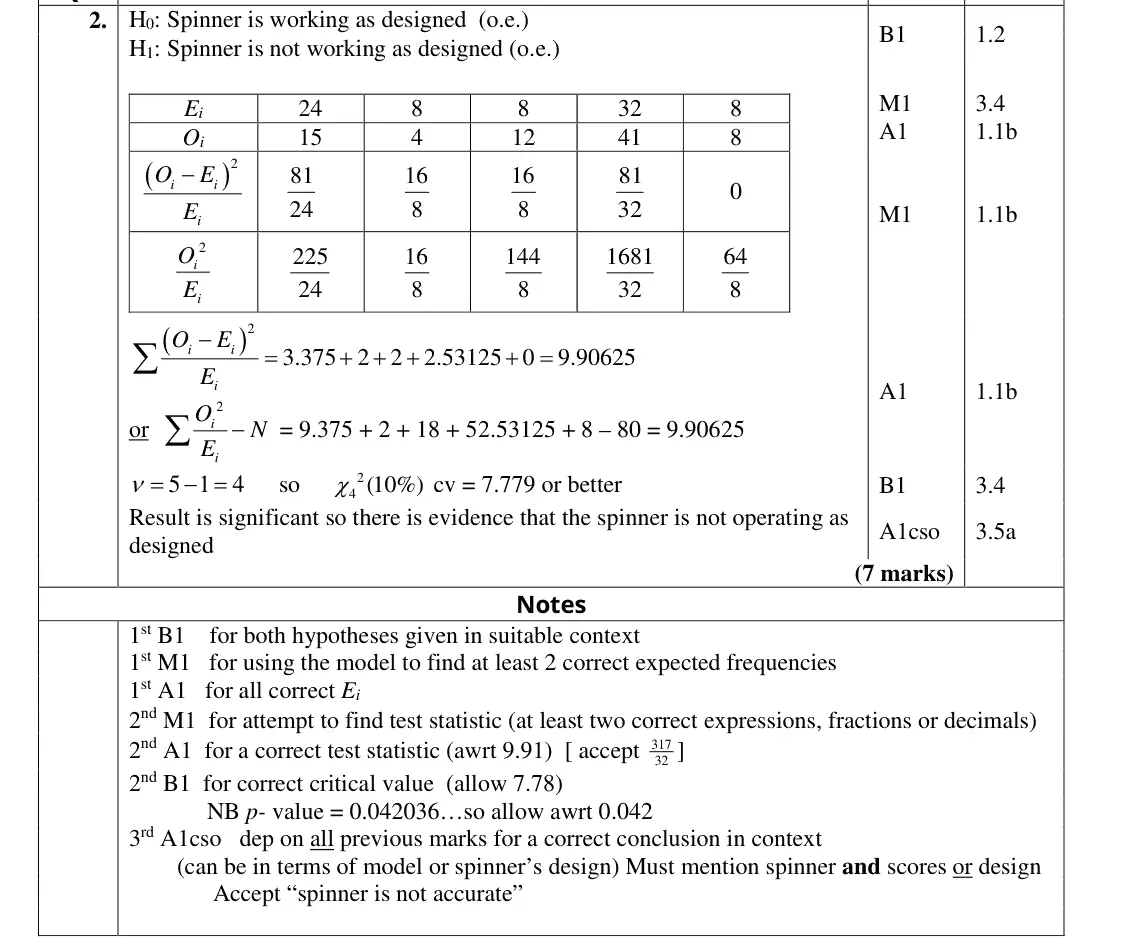 2. H₀: Spinner is working as designed (o.e.)
H₁: Spinner is not working as designed (o.e.)
B1 1.2
Eᵢ 24 8 8 32 8 M1 3.4
Oᵢ 15 4 12 41 8 A1 1.1b
(Oᵢ − Eᵢ)²/Eᵢ 81/24 16/8 16/8 81/32 0 M1 1.1b
Oᵢ²/Eᵢ 225/24 16/8 144/8 1681/32 64/8
∑ (Oᵢ − Eᵢ)²/Eᵢ = 3.375 + 2 + 2 + 2.53125 + 0 = 9.90625
A1 1.1b
or ∑ Oᵢ²/Eᵢ − N = 9.375 + 2 + 18 + 52.53125 + 8 – 80 = 9.90625
ν = 5 − 1 = 4 so χ₄² (10%) cv = 7.779 or better B1 3.4
Result is significant so there is evidence that the spinner is not operating as
designed
A1cso 3.5a
(7 marks)
Notes
1st B1 for both hypotheses given in suitable context
1st M1 for using the model to find at least 2 correct expected frequencies
1st A1 for all correct Eᵢ
2nd M1 for attempt to find test statistic (at least two correct expressions, fractions or decimals)
2nd A1 for a correct test statistic (awrt 9.91) [ accept 317/32 ]
2nd B1 for correct critical value (allow 7.78)
NB p- value = 0.042036…so allow awrt 0.042
3rd A1cso dep on all previous marks for a correct conclusion in context
(can be in terms of model or spinner’s design) Must mention spinner and scores or design
Accept “spinner is not accurate”